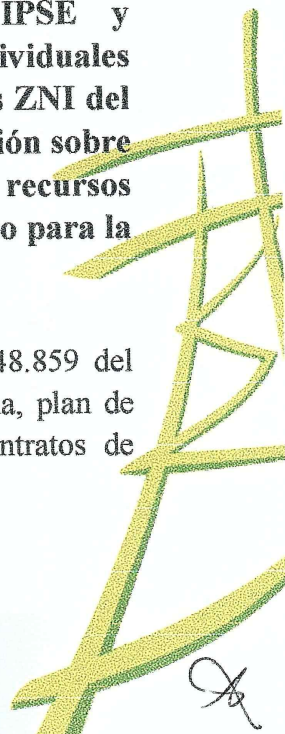 IPSE y
ividuales
s ZNI del
ión sobre
recursos
o para la
48.859 del
a, plan de
ntratos de